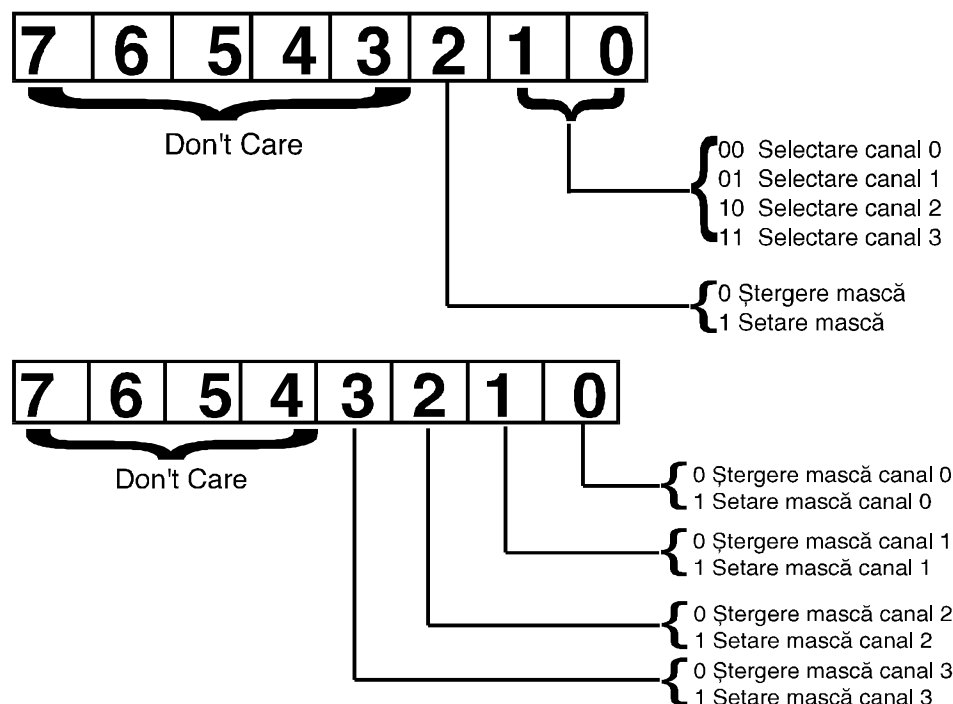 7 6 5 4 3 2 1 0
Don't Care
00 Selectare canal 0
01 Selectare canal 1
10 Selectare canal 2
11 Selectare canal 3
0 Ștergere mască
1 Setare mască
7 6 5 4 3 2 1 0
Don't Care
0 Ștergere mască canal 0
1 Setare mască canal 0
0 Ștergere mască canal 1
1 Setare mască canal 1
0 Ștergere mască canal 2
1 Setare mască canal 2
0 Ștergere mască canal 3
1 Setare mască canal 3